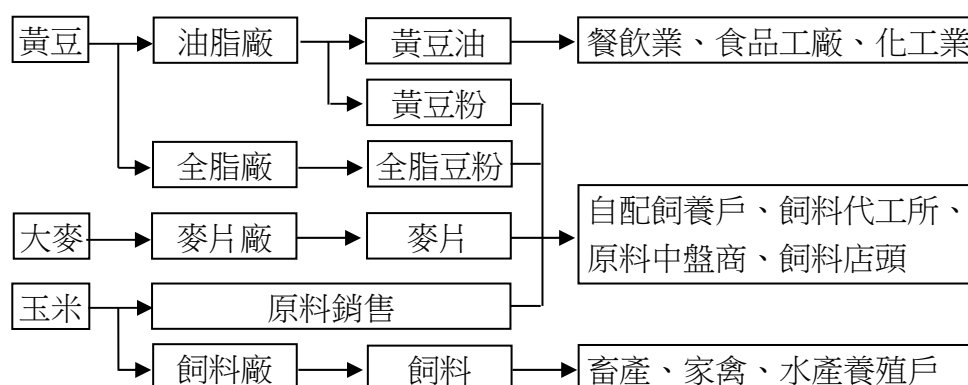 黃豆 油脂廠 黃豆油 餐飲業、食品工廠、化工業
黃豆粉
全脂廠 全脂豆粉
自配飼養戶、飼料代工所、
大麥 麥片廠 麥片
原料中盤商、飼料店頭
玉米 原料銷售
飼料廠 飼料 畜產、家禽、水產養殖戶